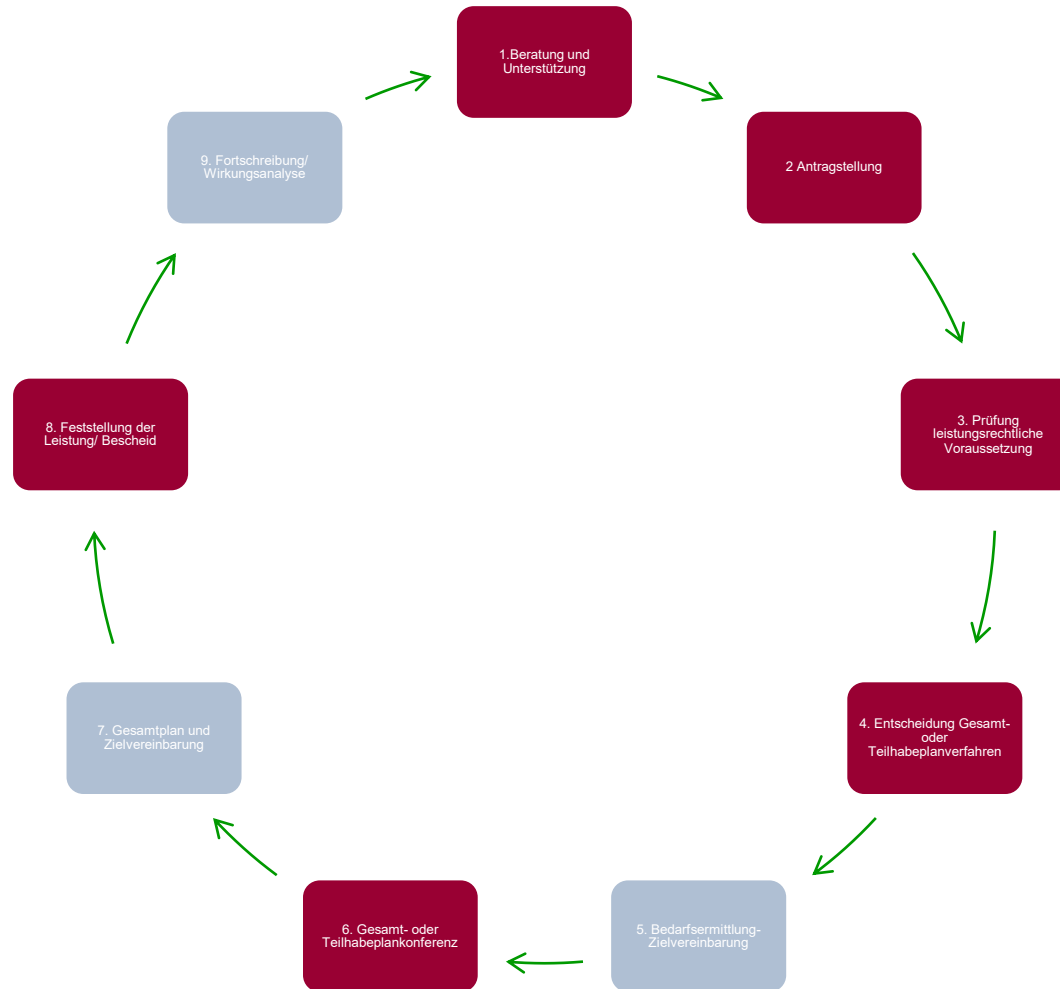 1.Beratung und
Unterstützung
2 Antragstellung
3. Prüfung
leistungsrechtliche
Voraussetzung
4. Entscheidung Gesamt-
oder
Teilhabeplanverfahren
5. Bedarfsermittlung-
Zielvereinbarung
6. Gesamt- oder
Teilhabeplankonferenz
7. Gesamtplan und
Zielvereinbarung
8. Feststellung der
Leistung/ Bescheid
9. Fortschreibung/
Wirkungsanalyse